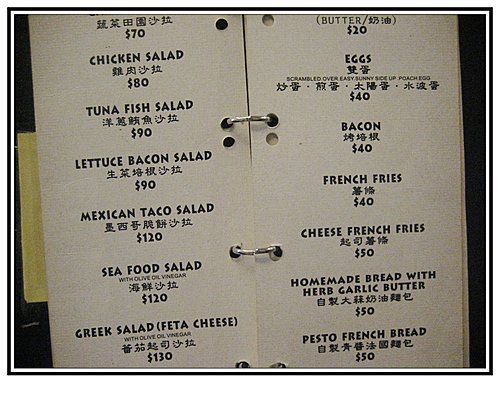 蔬菜田園沙拉
$70
CHICKEN SALAD
雞肉沙拉
$80
TUNA FISH SALAD
洋蔥鮪魚沙拉
$90
LETTUCE BACON SALAD
生菜培根沙拉
$90
MEXICAN TACO SALAD
墨西哥脆餅沙拉
$120
SEA FOOD SALAD
WITH OLIVE OIL VINEGAR
海鮮沙拉
$120
GREEK SALAD (FETA CHEESE)
WITH OLIVE OIL VINEGAR
蕃茄起司沙拉
$130
(BUTTER/奶油)
$20
EGGS
雙蛋
SCRAMBLED.OVER EASY.SUNNY SIDE UP .POACH EGG
炒蛋・煎蛋・太陽蛋・水波蛋
$40
BACON
烤培根
$40
FRENCH FRIES
薯條
$40
CHEESE FRENCH FRIES
起司薯條
$50
HOMEMADE BREAD WITH
HERB GARLIC BUTTER
自製大蒜奶油麵包
$50
PESTO FRENCH BREAD
自製青醬法國麵包
$50